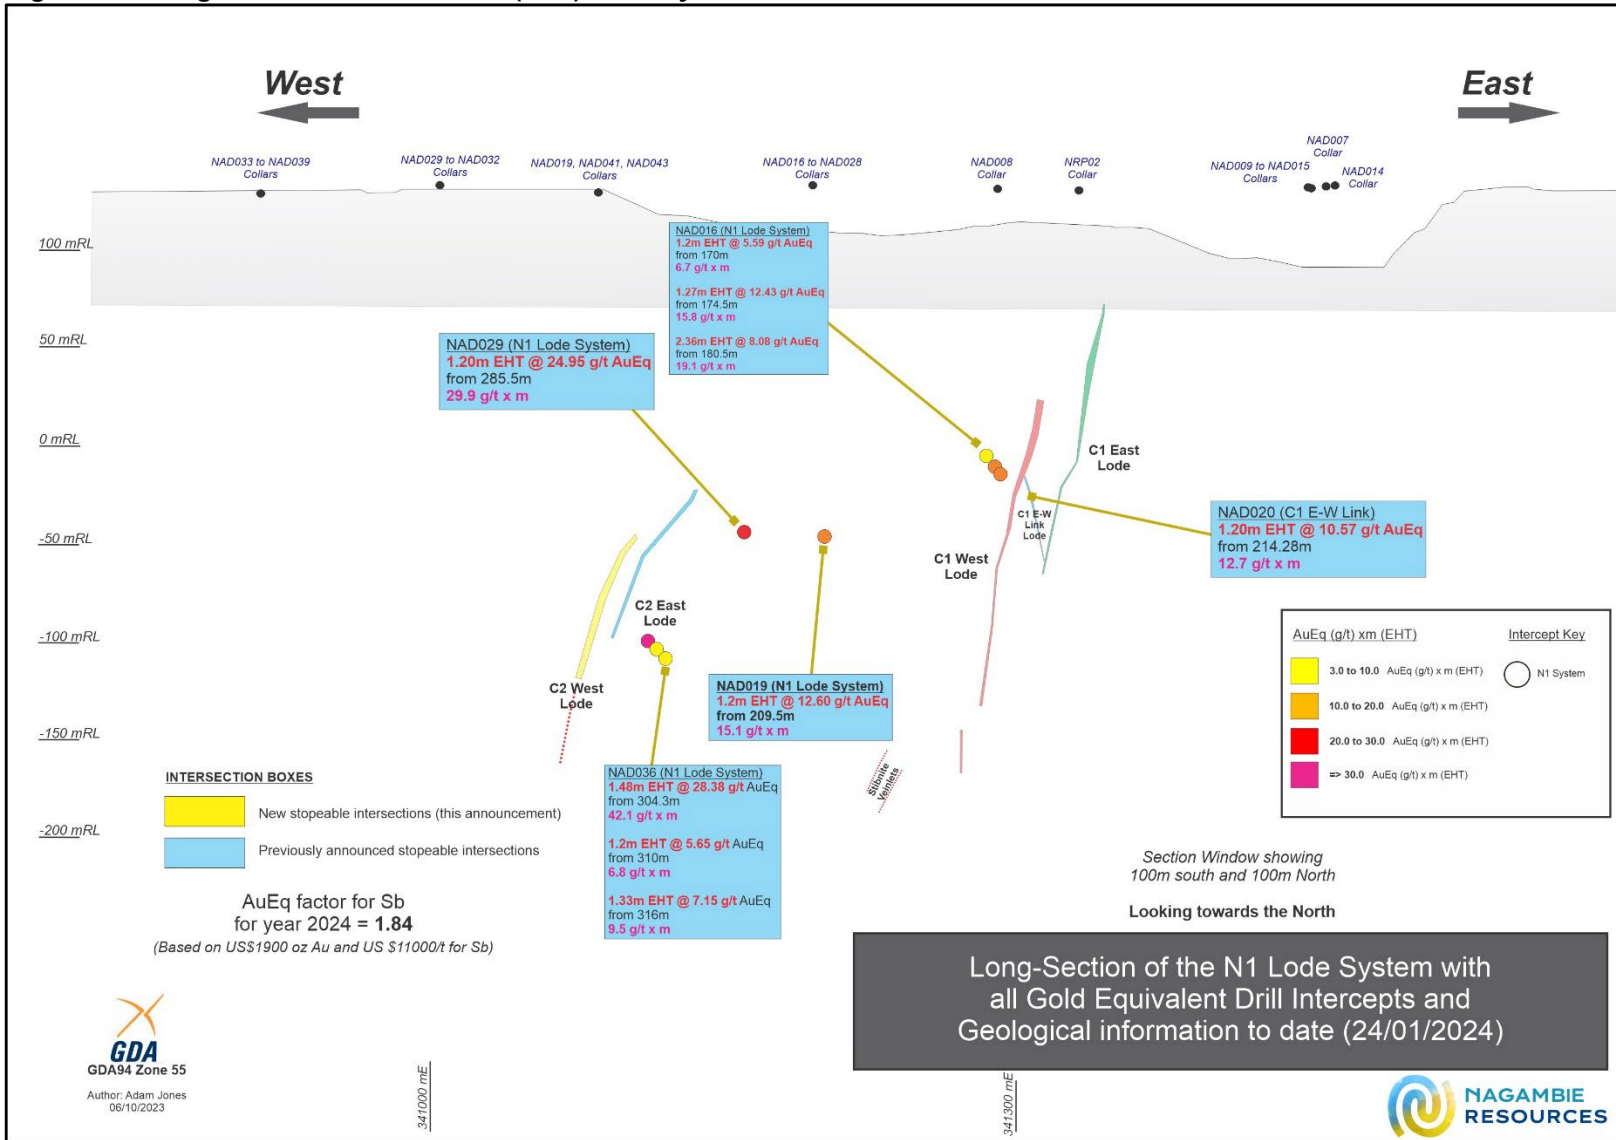 West
East
NAD033 to NAD039
Collars
NAD029 to NAD032
Collars
NAD019, NAD041, NAD043
Collars
NAD016 to NAD028
Collars
NAD008
Collar
NRP02
Collar
NAD009 to NAD015
Collars
NAD007
Collar
NAD014
Collar
100 mRL
50 mRL
0 mRL
-50 mRL
-100 mRL
-150 mRL
-200 mRL
NAD016 (N1 Lode System)
1.2m EHT @ 5.59 g/t AuEq
from 170m
6.7 g/t x m
1.27m EHT @ 12.43 g/t AuEq
from 174.5m
15.8 g/t x m
2.36m EHT @ 8.08 g/t AuEq
from 180.5m
19.1 g/t x m
NAD029 (N1 Lode System)
1.20m EHT @ 24.95 g/t AuEq
from 285.5m
29.9 g/t x m
C1 East
Lode
C1 E-W
Link
Lode
C1 West
Lode
NAD020 (C1 E-W Link)
1.20m EHT @ 10.57 g/t AuEq
from 214.28m
12.7 g/t x m
C2 East
Lode
C2 West
Lode
NAD019 (N1 Lode System)
1.2m EHT @ 12.60 g/t AuEq
from 209.5m
15.1 g/t x m
Stibnite
Veinlets
NAD036 (N1 Lode System)
1.48m EHT @ 28.38 g/t AuEq
from 304.3m
42.1 g/t x m
1.2m EHT @ 5.65 g/t AuEq
from 310m
6.8 g/t x m
1.33m EHT @ 7.15 g/t AuEq
from 316m
9.5 g/t x m
AuEq (g/t) xm (EHT)
Intercept Key
3.0 to 10.0 AuEq (g/t) x m (EHT)
N1 System
10.0 to 20.0 AuEq (g/t) x m (EHT)
20.0 to 30.0 AuEq (g/t) x m (EHT)
=> 30.0 AuEq (g/t) x m (EHT)
INTERSECTION BOXES
New stopeable intersections (this announcement)
Previously announced stopeable intersections
AuEq factor for Sb
for year 2024 = 1.84
(Based on US$1900 oz Au and US $11000/t for Sb)
Section Window showing
100m south and 100m North
Looking towards the North
Long-Section of the N1 Lode System with
all Gold Equivalent Drill Intercepts and
Geological information to date (24/01/2024)
GDA
GDA94 Zone 55
Author: Adam Jones
06/10/2023
341000 mE
341300 mE
NAGAMBIE
RESOURCES